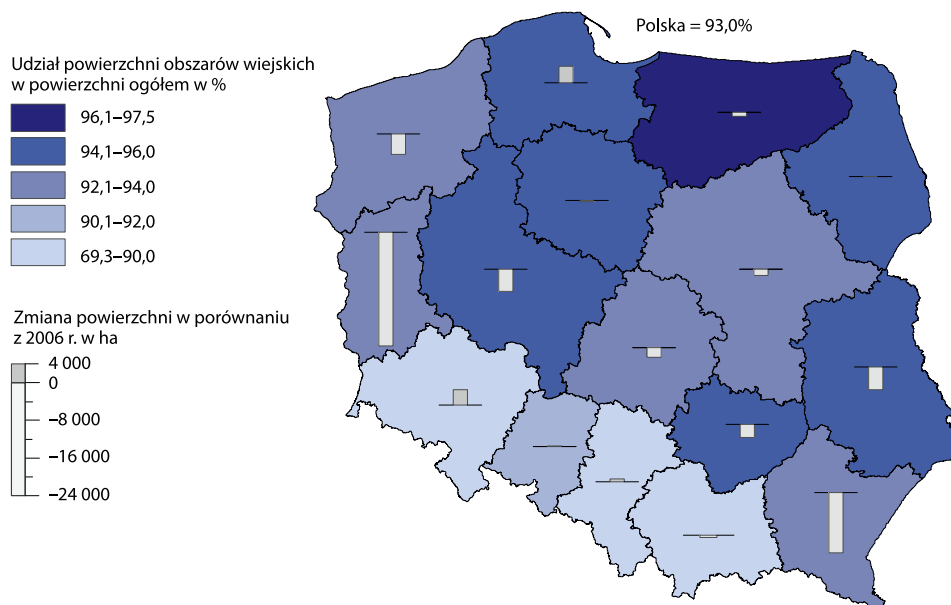 Polska = 93,0%
Udział powierzchni obszarów wiejskich
w powierzchni ogółem w %
96,1–97,5
94,1–96,0
92,1–94,0
90,1–92,0
69,3–90,0
Zmiana powierzchni w porównaniu
z 2006 r. w ha
4 000
0
−8 000
−16 000
−24 000